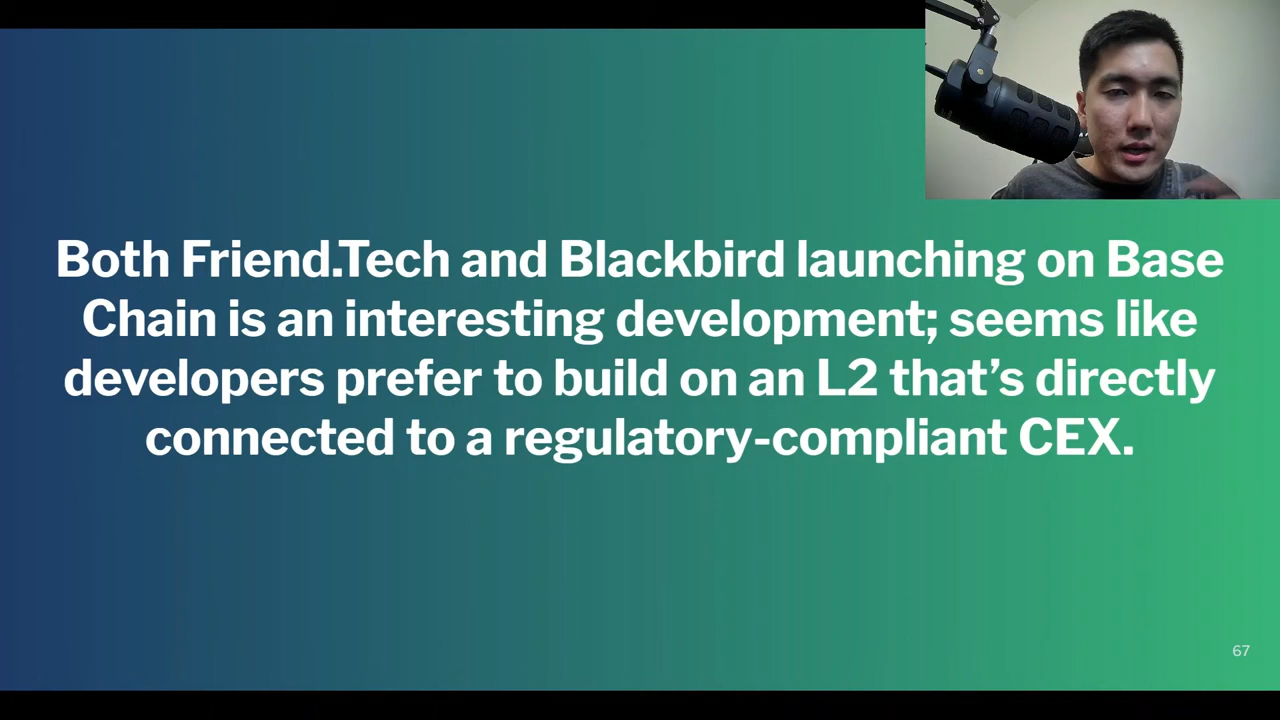 Both Friend.Tech and Blackbird launching on Base
Chain is an interesting development; seems like
developers prefer to build on an L2 that’s directly
connected to a regulatory-compliant CEX.
67